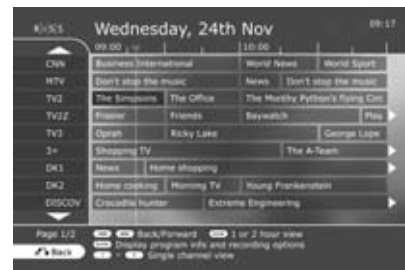 Wednesday, 24th Nov
09:17
09:00
10:00
CNN
Business International
World News
World Sport
MTV
Don't stop the music
News
Don't stop the music
TV2
The Simpsons
The Office
The Monthy Python's flying Circ
TV2Z
Frasier
Friends
Baywatch
Play
TV3
Oprah
Ricky Lake
George Lope
3+
Shopping TV
The A-Team
DK1
News
Home shopping
DK2
Home cooking
Morning TV
Young Frankenstein
DISCOV
Crocodile hunter
Extreme Engineering
Page 1/2
Back/Forward
1 or 2 hour view
Display program info and recording options
Back
Single channel view